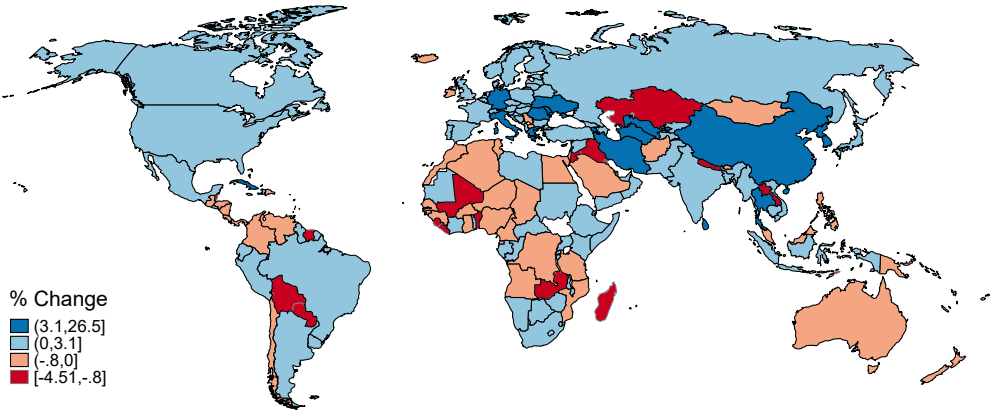 % Change
(3.1,26.5]
(0,3.1]
(-.8,0]
[-4.51,-.8]